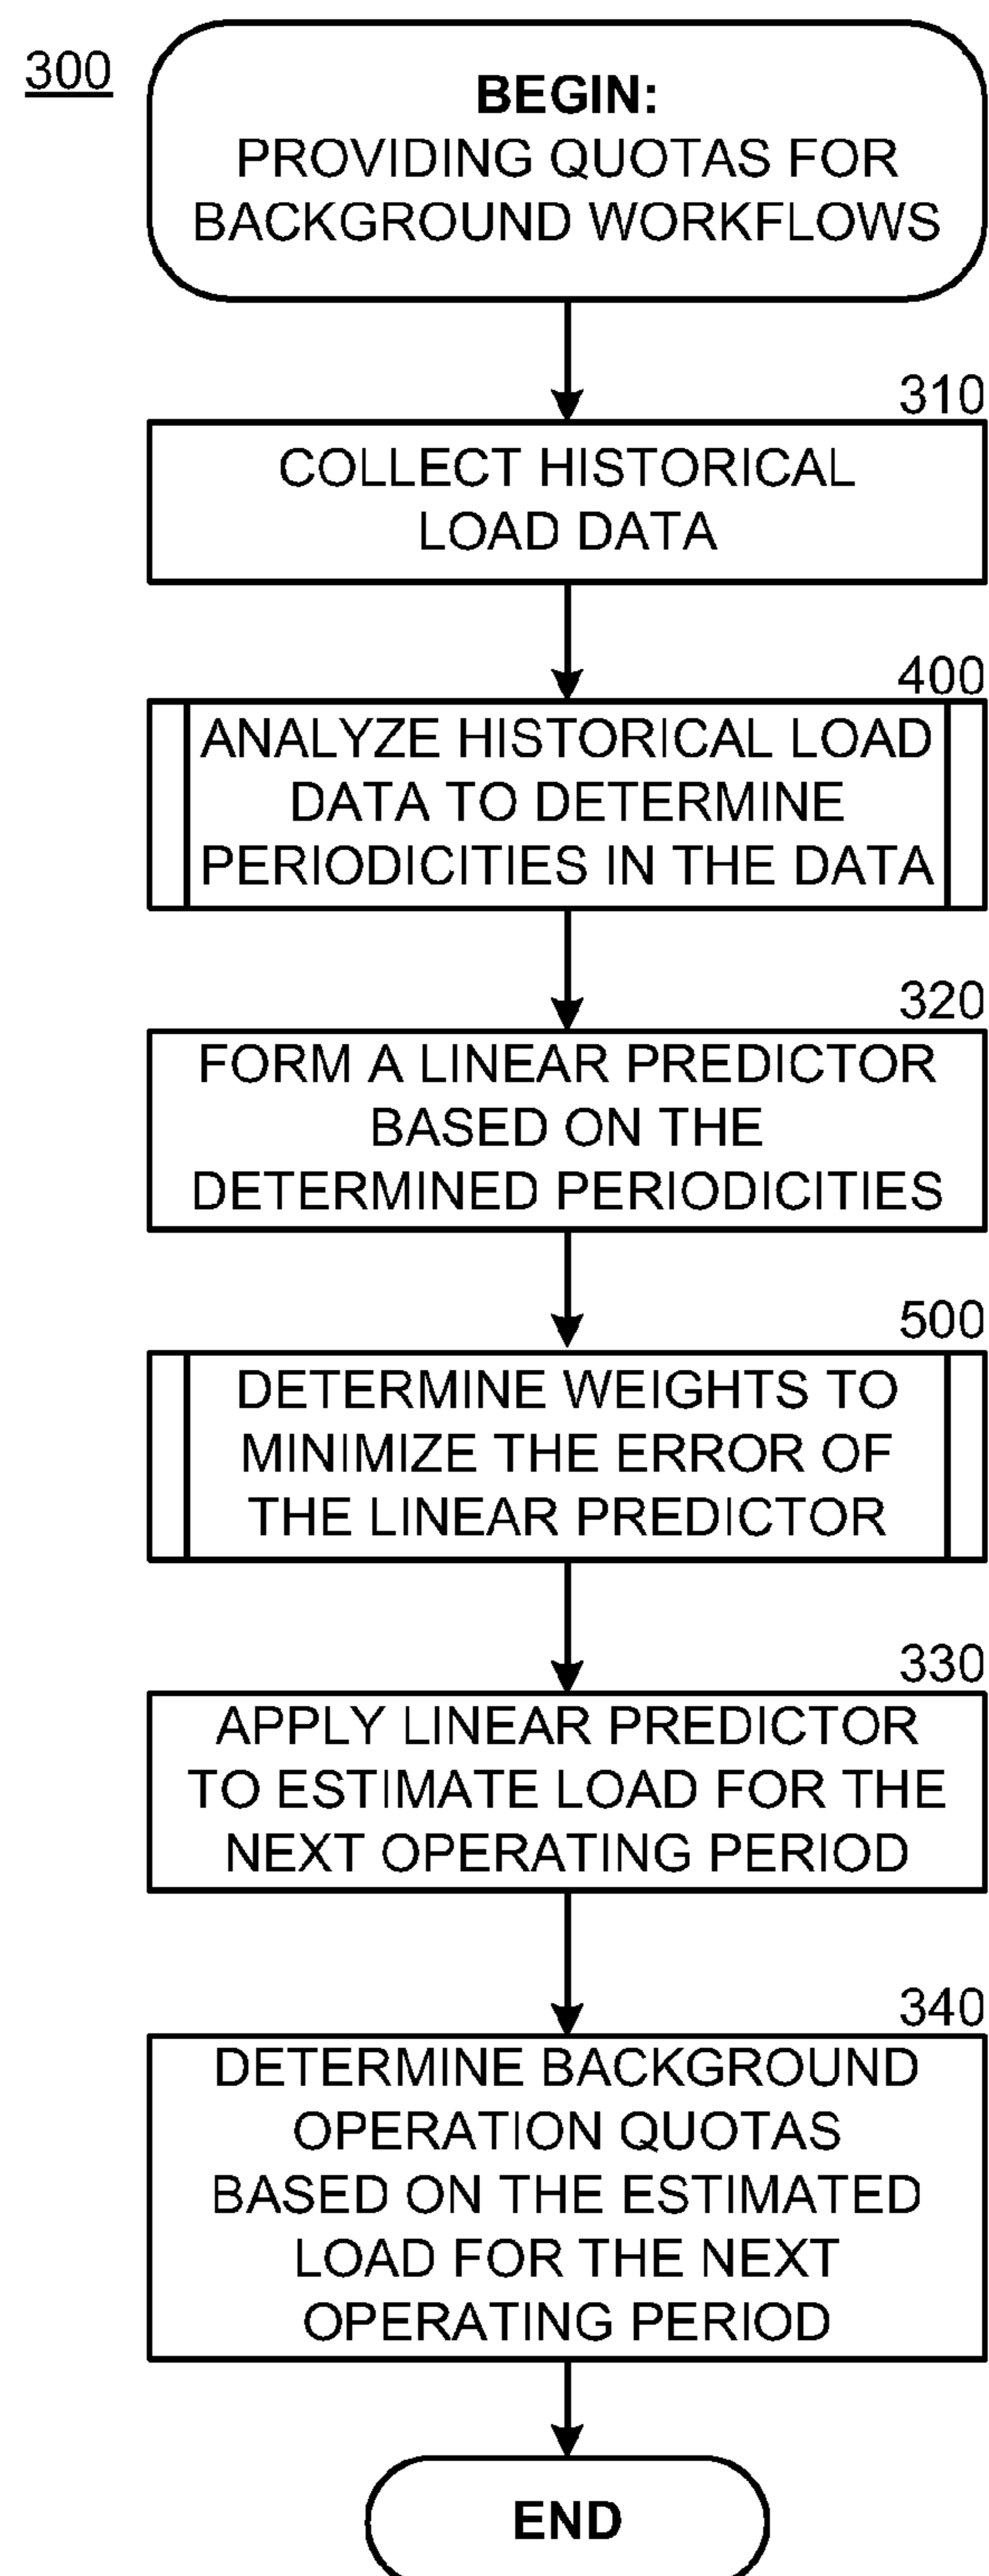 300
BEGIN:
PROVIDING QUOTAS FOR
BACKGROUND WORKFLOWS
310
COLLECT HISTORICAL
LOAD DATA
400
ANALYZE HISTORICAL LOAD
DATA TO DETERMINE
PERIODICITIES IN THE DATA
320
FORM A LINEAR PREDICTOR
BASED ON THE
DETERMINED PERIODICITIES
500
DETERMINE WEIGHTS TO
MINIMIZE THE ERROR OF
THE LINEAR PREDICTOR
330
APPLY LINEAR PREDICTOR
TO ESTIMATE LOAD FOR THE
NEXT OPERATING PERIOD
340
DETERMINE BACKGROUND
OPERATION QUOTAS
BASED ON THE ESTIMATED
LOAD FOR THE NEXT
OPERATING PERIOD
END